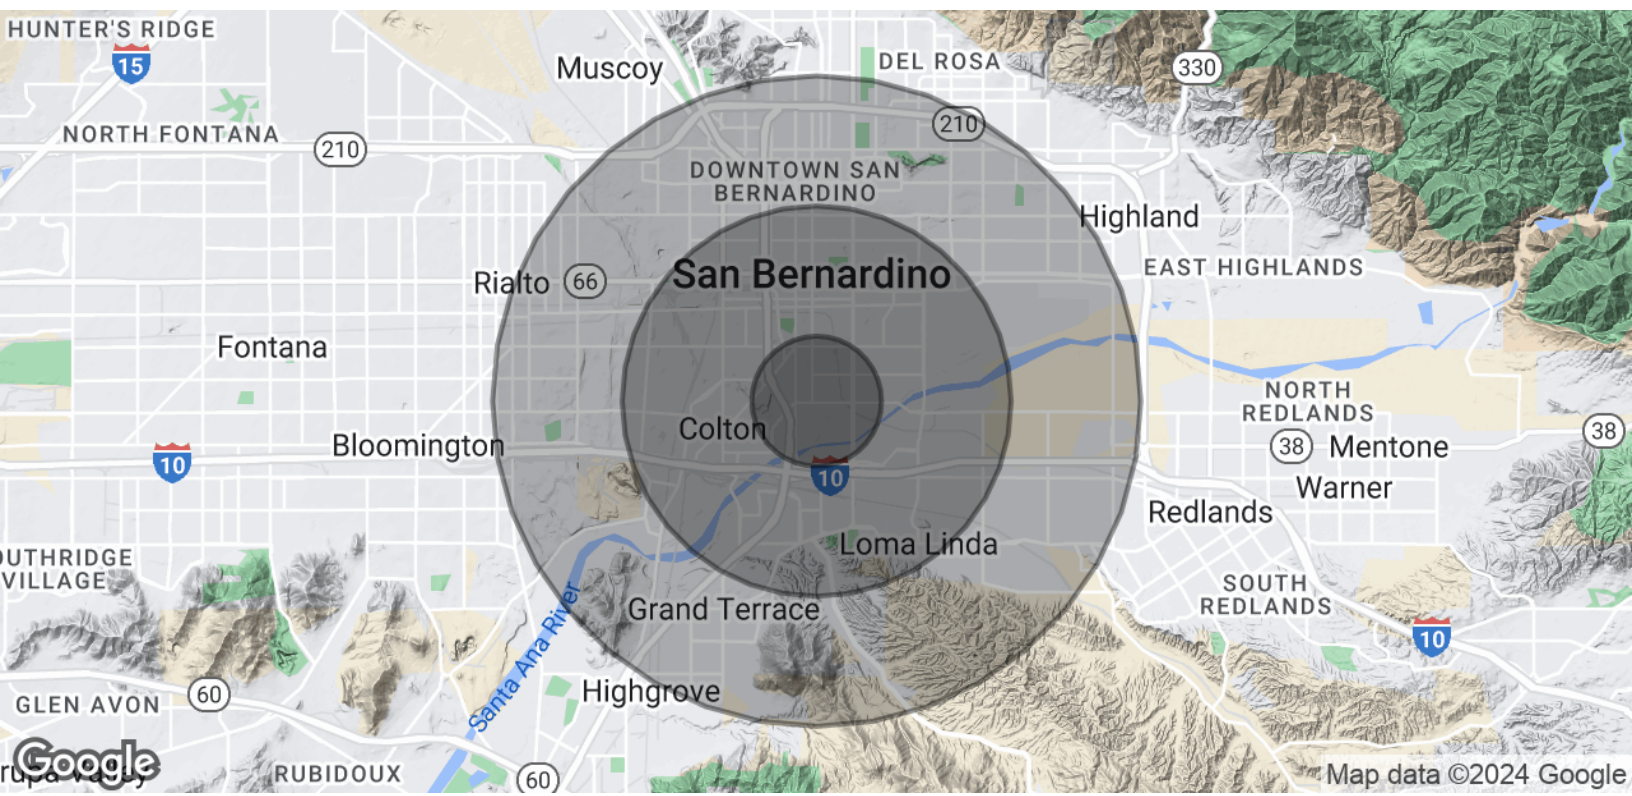 HUNTER'S RIDGE
15
Muscoy
DEL ROSA
330
210
NORTH FONTANA
210
DOWNTOWN SAN
BERNARDINO
Highland
EAST HIGHLANDS
San Bernardino
Rialto
66
Fontana
NORTH
REDLANDS
Colton
38
Bloomington
38
Mentone
10
10
Warner
Redlands
Loma Linda
VILLAGE
SOUTH
REDLANDS
Grand Terrace
10
Santa Ana River
Highgrove
60
GLEN AVON
Google
RUBIDOUX
60
Map data ©2024 Google